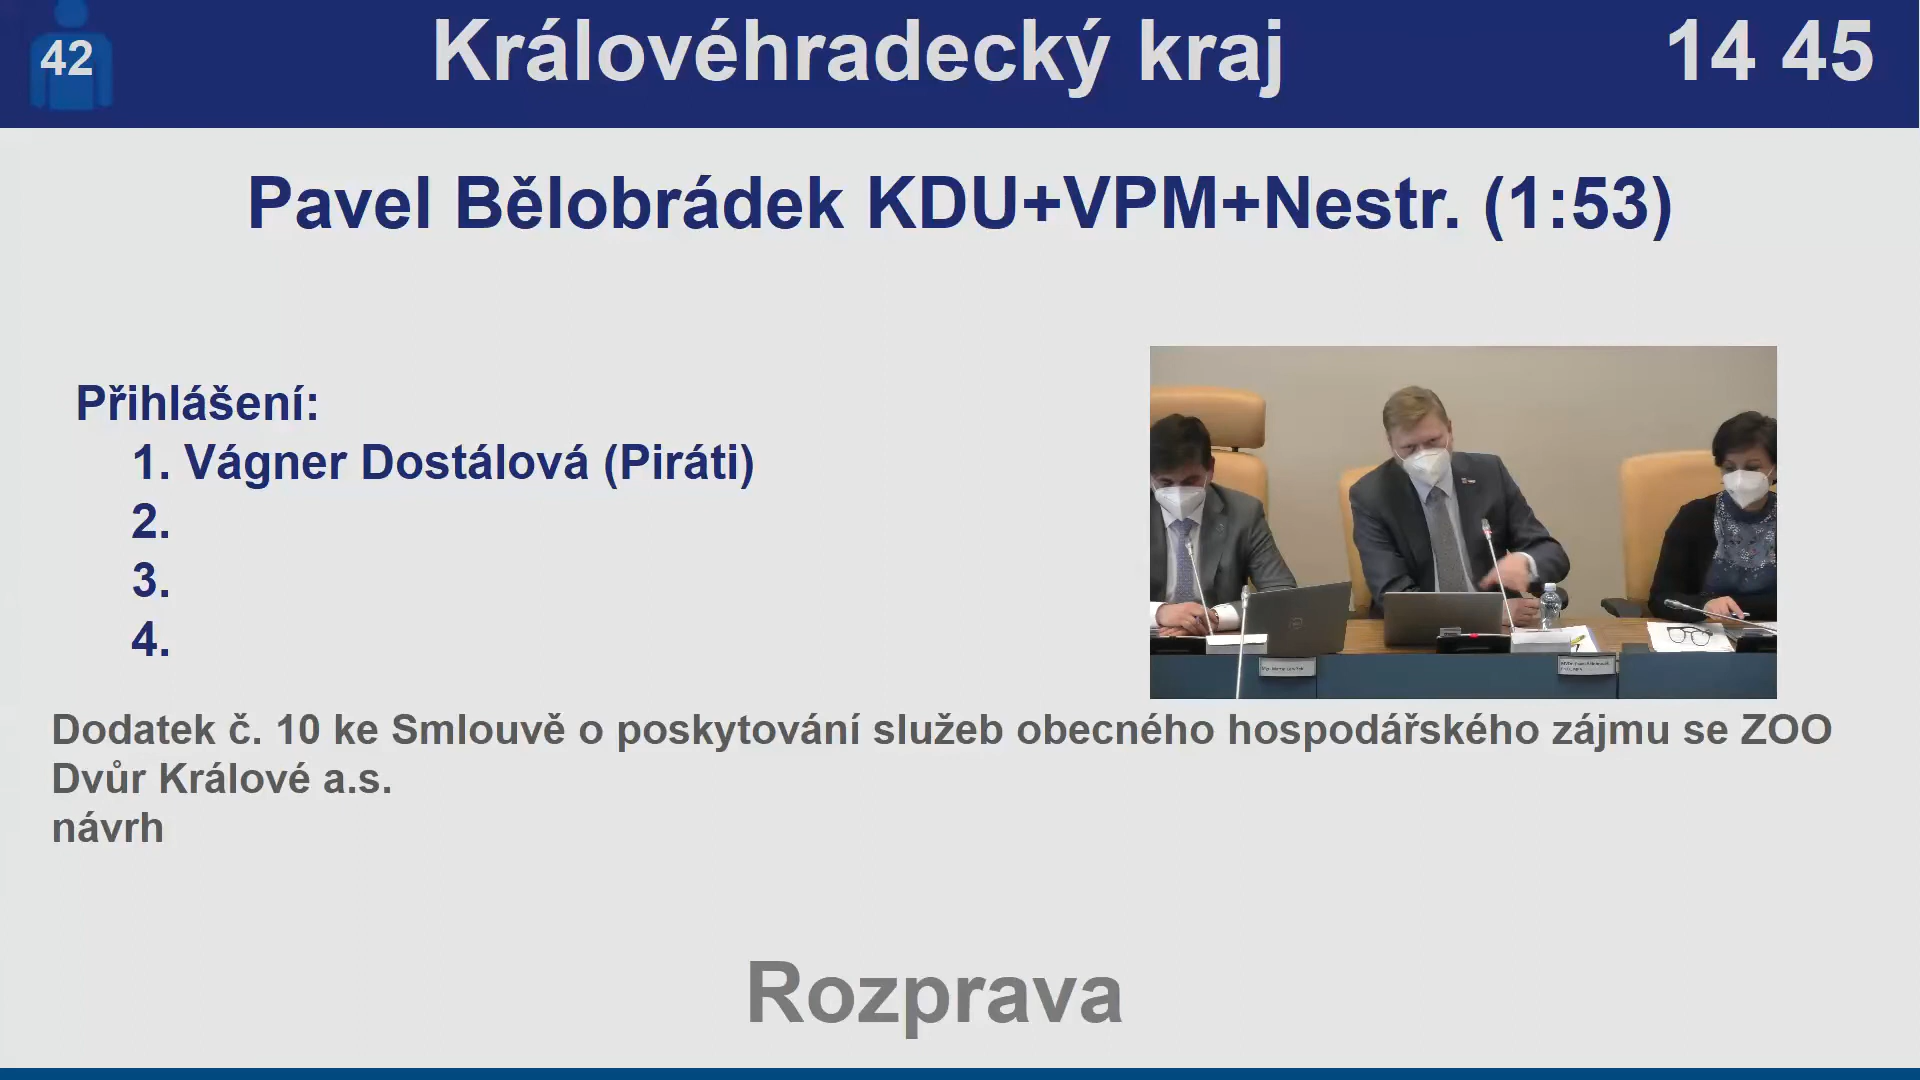 42
Královéhradecký kraj
14 45
Pavel Bělobrádek KDU+VPM+Nestr. (1:53)
Přihlášení:
1. Vágner Dostálová (Piráti)
2.
3.
4.
Dodatek č. 10 ke Smlouvě o poskytování služeb obecného hospodářského zájmu se ZOO
Dvůr Králové a.s.
návrh
Rozprava